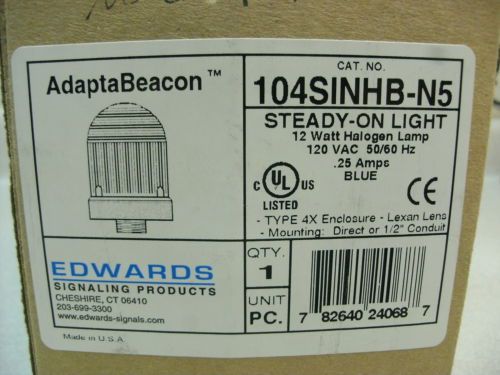 AdaptaBeacon™
CAT. NO.
104SINHB-N5
STEADY-ON LIGHT
12 Watt Halogen Lamp
120 VAC 50/60 Hz
.25 Amps
BLUE
C UL US
LISTED
CE
- TYPE 4X Enclosure - Lexan Lens
- Mounting: Direct or 1/2" Conduit
EDWARDS
SIGNALING PRODUCTS
CHESHIRE, CT 06410
203-699-3300
www.edwards-signals.com
Made in U.S.A.
QTY.
1
UNIT
PC.
7 82640 24068 7